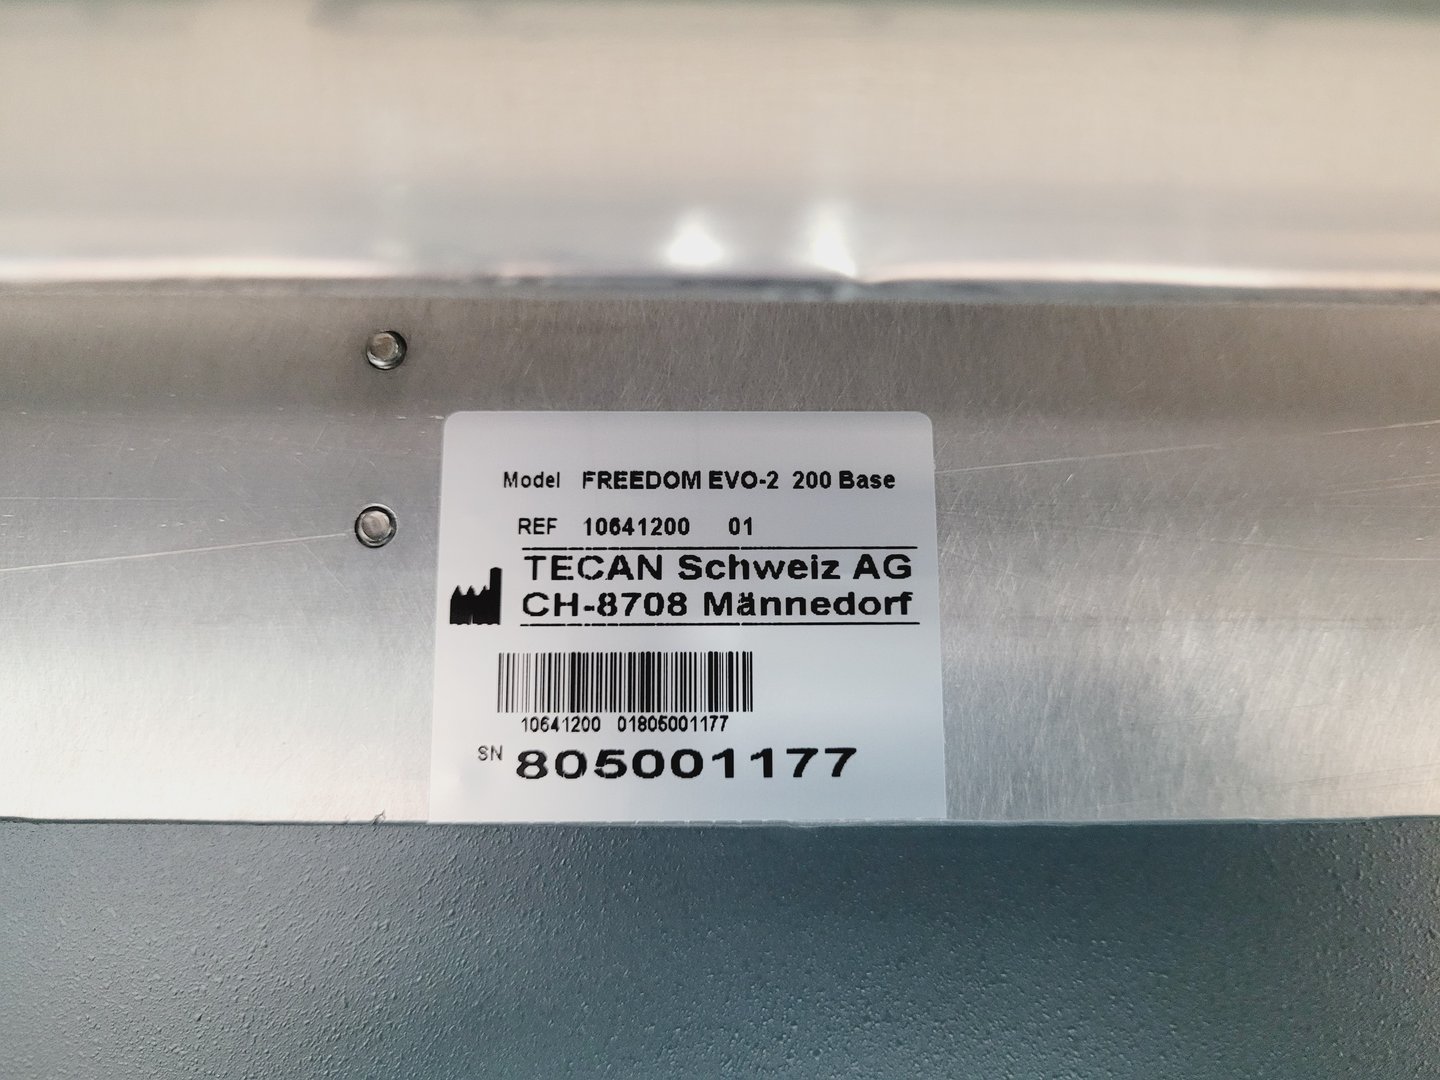 Model FREEDOM EVO-2 200 Base
REF 10641200 01
TECAN Schweiz AG
CH-8708 Männedorf
10641200 01805001177
SN 805001177